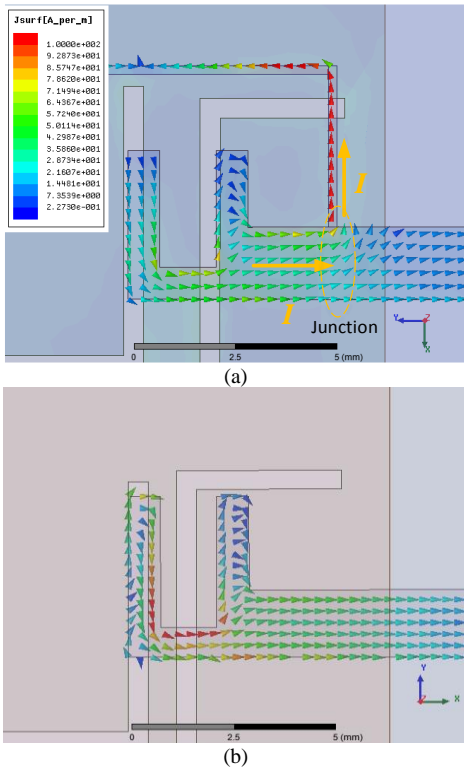 Jsurf[A_per_m]
1.0000e+002
9.2873e+001
8.5747e+001
7.8620e+001
7.1494e+001
6.4367e+001
5.7240e+001
5.0114e+001
4.2987e+001
3.5860e+001
2.8734e+001
2.1607e+001
1.4481e+001
7.3539e+000
2.2730e-001
I
I
Junction
Y Z
X
0 2.5 5 (mm)
(a)
Y
Z X
0 2.5 5 (mm)
(b)